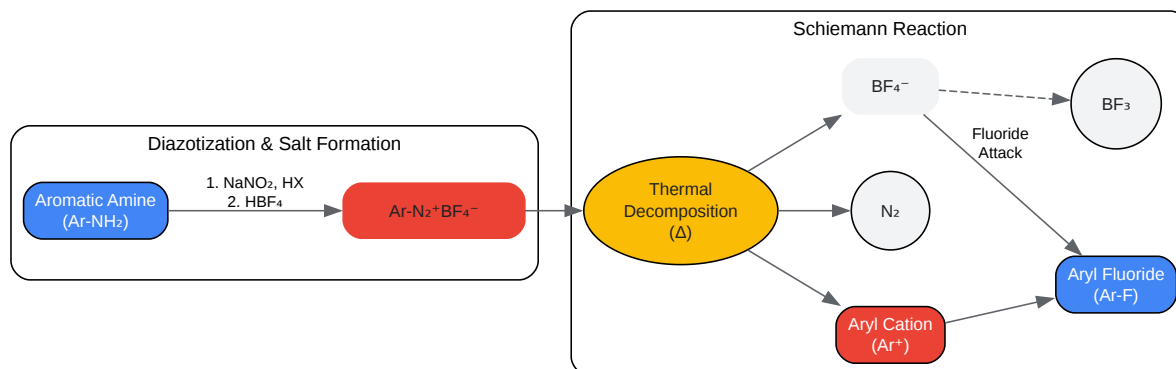 Schiemann Reaction
BF₄⁻
BF₃
Fluoride
Attack
Diazotization & Salt Formation
1. NaNO₂, HX
2. HBF₄
Aromatic Amine
(Ar-NH₂)
Ar-N₂⁺BF₄⁻
Thermal
Decomposition
(Δ)
N₂
Aryl Fluoride
(Ar-F)
Aryl Cation
(Ar⁺)